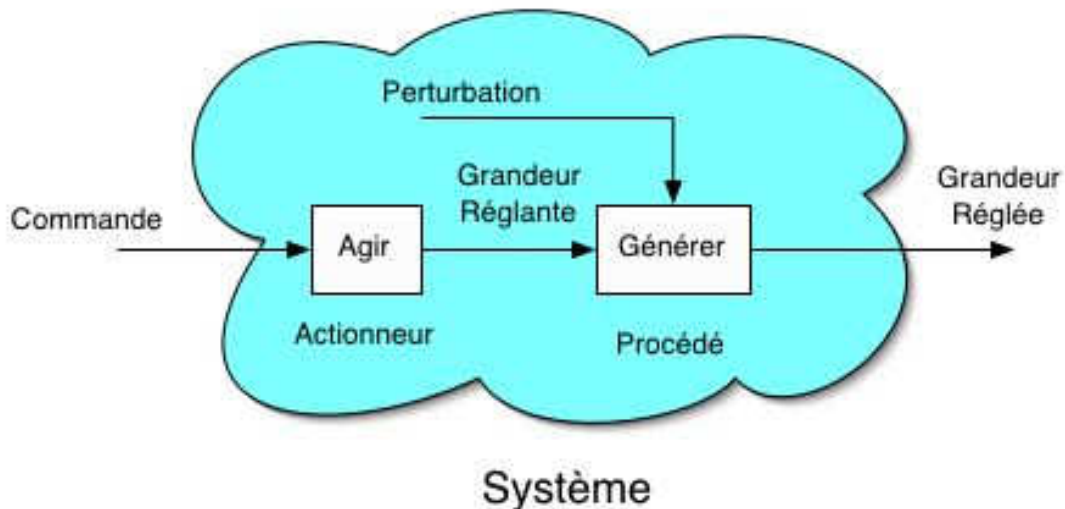 Perturbation
Grandeur
Réglante
Grandeur
Réglée
Commande
Agir
Générer
Actionneur
Procédé
Système